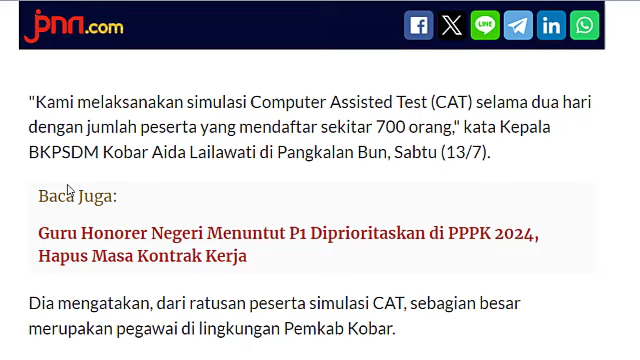 jpnn.com
"Kami melaksanakan simulasi Computer Assisted Test (CAT) selama dua hari
dengan jumlah peserta yang mendaftar sekitar 700 orang," kata Kepala
BKPSDM Kobar Aida Lailawati di Pangkalan Bun, Sabtu (13/7).
Baca Juga:
Guru Honorer Negeri Menuntut P1 Diprioritaskan di PPPK 2024,
Hapus Masa Kontrak Kerja
Dia mengatakan, dari ratusan peserta simulasi CAT, sebagian besar
merupakan pegawai di lingkungan Pemkab Kobar.